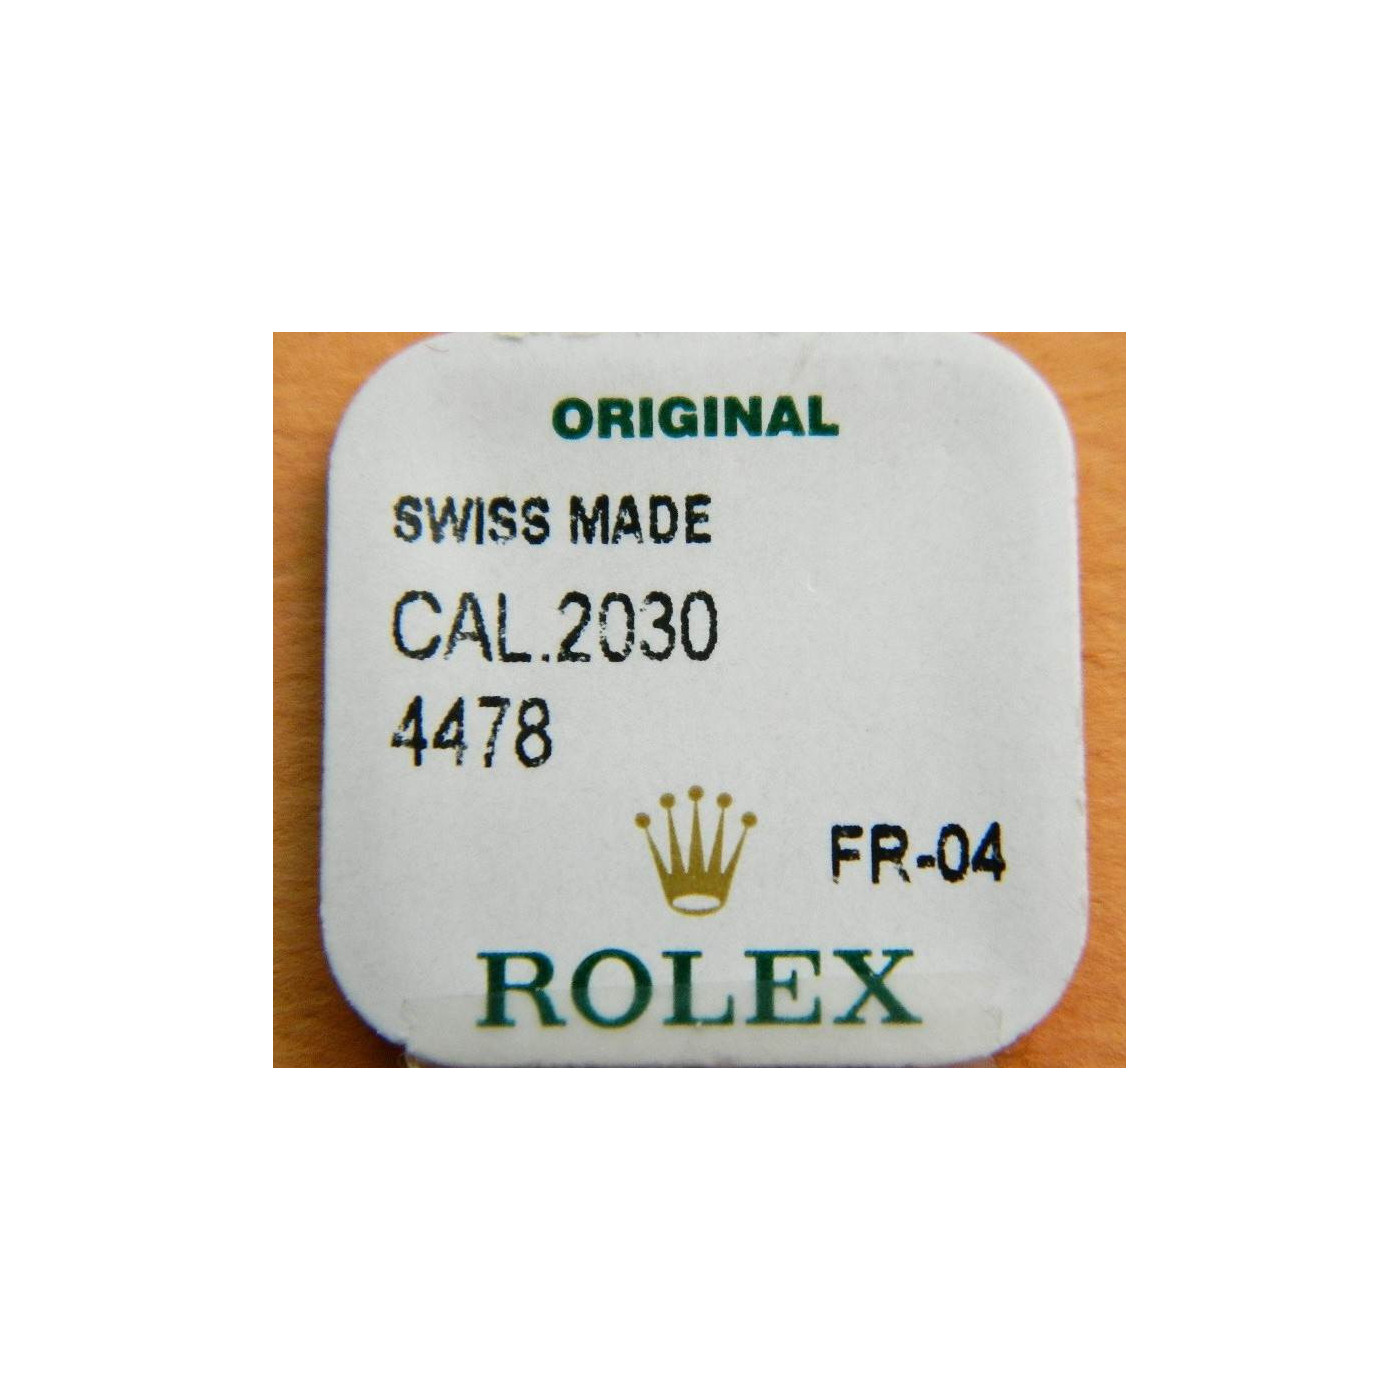 ORIGINAL
SWISS MADE
CAL.2030
4478
FR-04
ROLEX